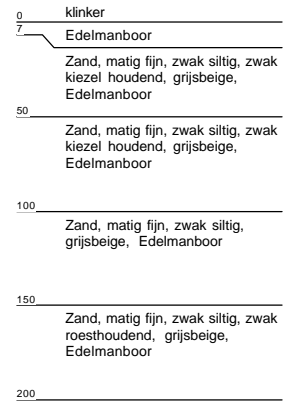 klinker
0
7
Edelmanboor
Zand, matig fijn, zwak siltig, zwak
kiezel houdend, grijsbeige,
Edelmanboor
50
Zand, matig fijn, zwak siltig, zwak
kiezel houdend, grijsbeige,
Edelmanboor
100
Zand, matig fijn, zwak siltig,
grijsbeige, Edelmanboor
150
Zand, matig fijn, zwak siltig, zwak
roesthoudend, grijsbeige,
Edelmanboor
200